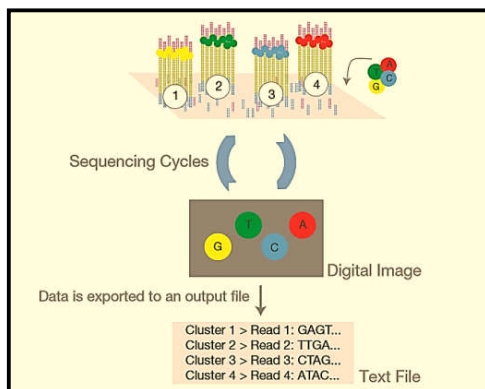 A
T
C
G
1
2
3
4
Sequencing Cycles
T
A
G
C
Digital Image
Data is exported to an output file
Cluster 1 > Read 1: GAGT...
Cluster 2 > Read 2: TTGA...
Cluster 3 > Read 3: CTAG...
Cluster 4 > Read 4: ATAC...
Text File